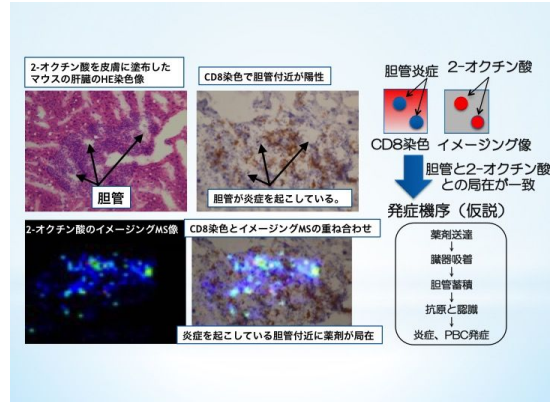 2-オクチン酸を皮膚に塗布した
マウスの肝臓のHE染色像
胆管
CD8染色で胆管付近が陽性
胆管が炎症を起こしている。
2-オクチン酸のイメージングMS像
CD8染色とイメージングMSの重ね合わせ
炎症を起こしている胆管付近に薬剤が局在
胆管炎症
2-オクチン酸
CD8染色
イメージング像
胆管と2-オクチン酸
との局在が一致
発症機序（仮説）
薬剤送達
臓器吸着
胆管蓄積
抗原と認識
炎症、PBC発症